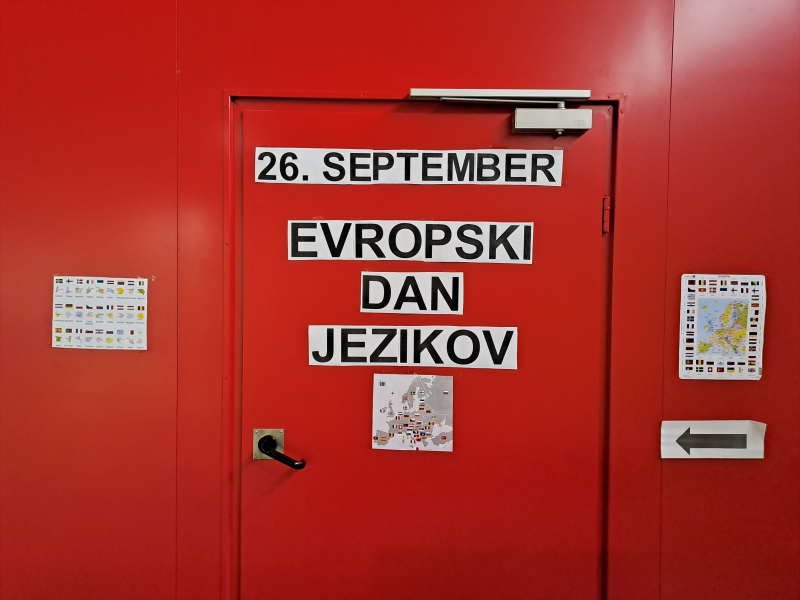 26. SEPTEMBER
EVROPSKI
DAN
JEZIKOV